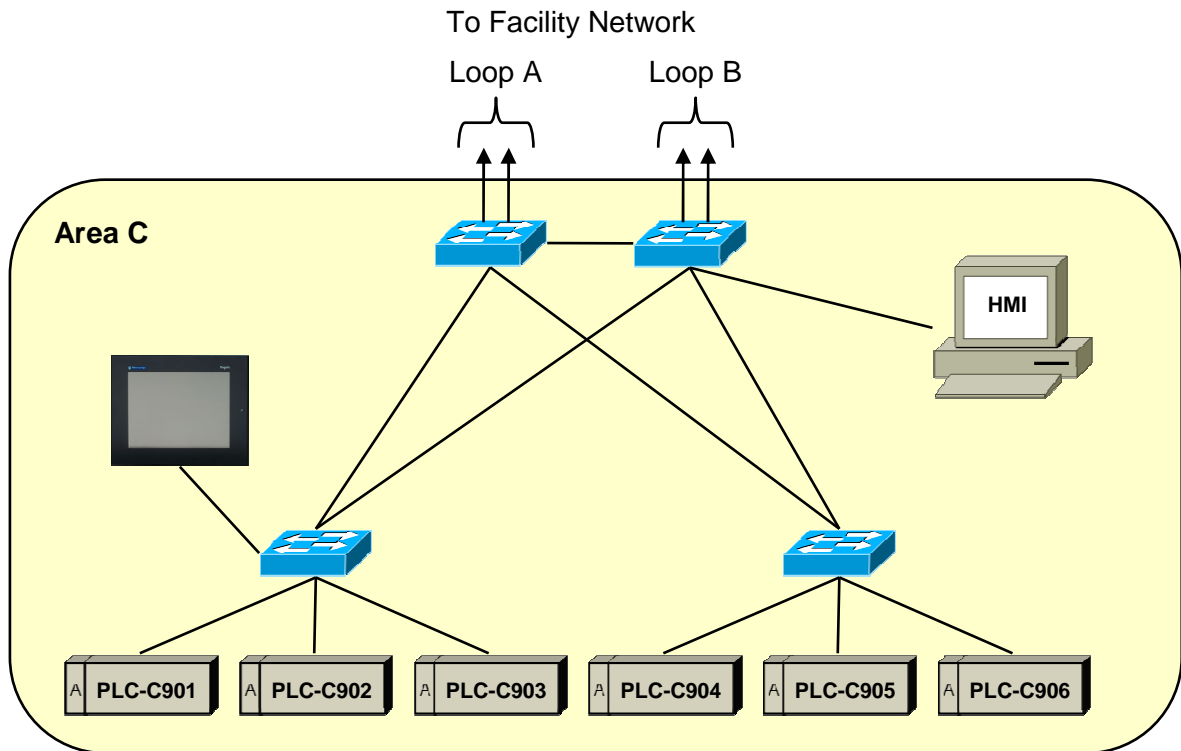 To Facility Network
Loop A
Loop B
Area C
HMI
A PLC-C901
A PLC-C902
A PLC-C903
A PLC-C904
A PLC-C905
A PLC-C906